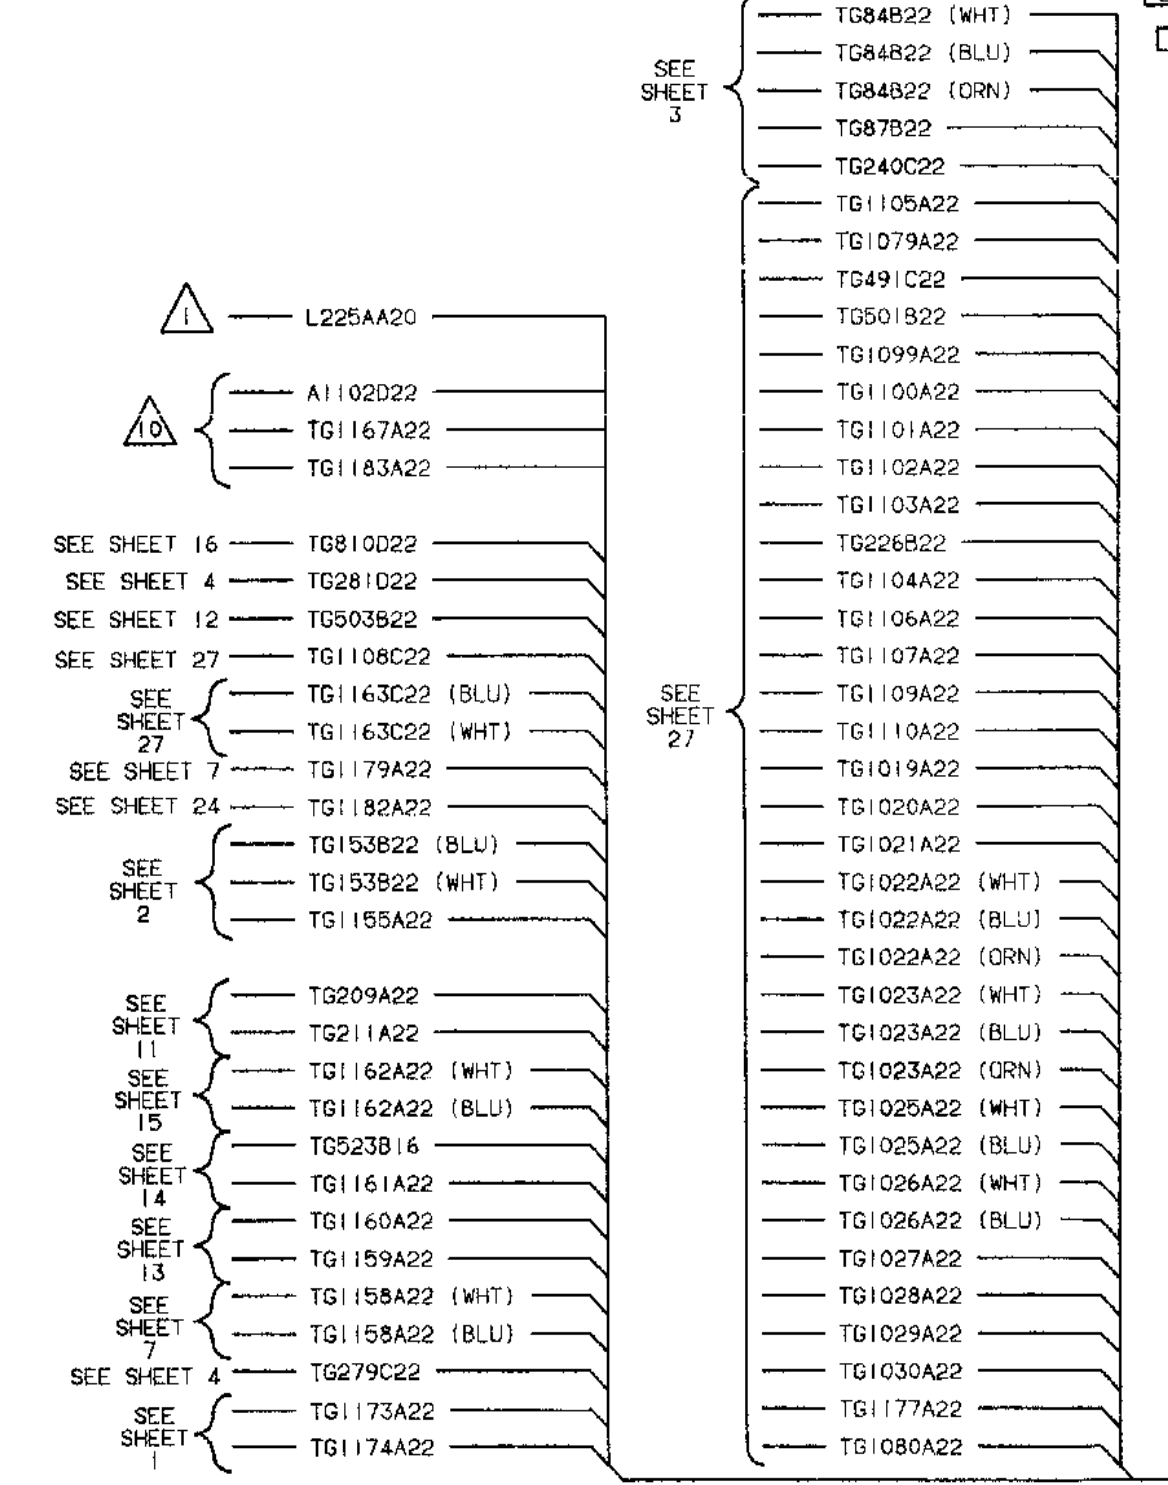 1
L225AA20
10
A1102D22
TG1167A22
TG1183A22
SEE SHEET 16
TG810D22
SEE SHEET 4
TG281D22
SEE SHEET 12
TG503B22
SEE SHEET 27
TG1108C22
SEE
SHEET
27
TG1163C22 (BLU)
TG1163C22 (WHT)
SEE SHEET 7
TG1179A22
SEE SHEET 24
TG1182A22
SEE
SHEET
2
TG153B22 (BLU)
TG153B22 (WHT)
TG1155A22
SEE
SHEET
11
TG209A22
TG211A22
SEE
SHEET
15
TG1162A22 (WHT)
TG1162A22 (BLU)
SEE
SHEET
14
TG523B16
TG1161A22
SEE
SHEET
13
TG1160A22
TG1159A22
SEE
SHEET
7
TG1158A22 (WHT)
TG1158A22 (BLU)
SEE SHEET 4
TG279C22
SEE
SHEET
1
TG1173A22
TG1174A22
SEE
SHEET
3
TG84B22 (WHT)
TG84B22 (BLU)
TG84B22 (ORN)
TG87B22
TG240C22
SEE
SHEET
27
TG1105A22
TG1079A22
TG491C22
TG501B22
TG1099A22
TG1100A22
TG1101A22
TG1102A22
TG1103A22
TG226B22
TG1104A22
TG1106A22
TG1107A22
TG1109A22
TG1110A22
TG1019A22
TG1020A22
TG1021A22
TG1022A22 (WHT)
TG1022A22 (BLU)
TG1022A22 (ORN)
TG1023A22 (WHT)
TG1023A22 (BLU)
TG1023A22 (ORN)
TG1025A22 (WHT)
TG1025A22 (BLU)
TG1026A22 (WHT)
TG1026A22 (BLU)
TG1027A22
TG1028A22
TG1029A22
TG1030A22
TG1177A22
TG1080A22